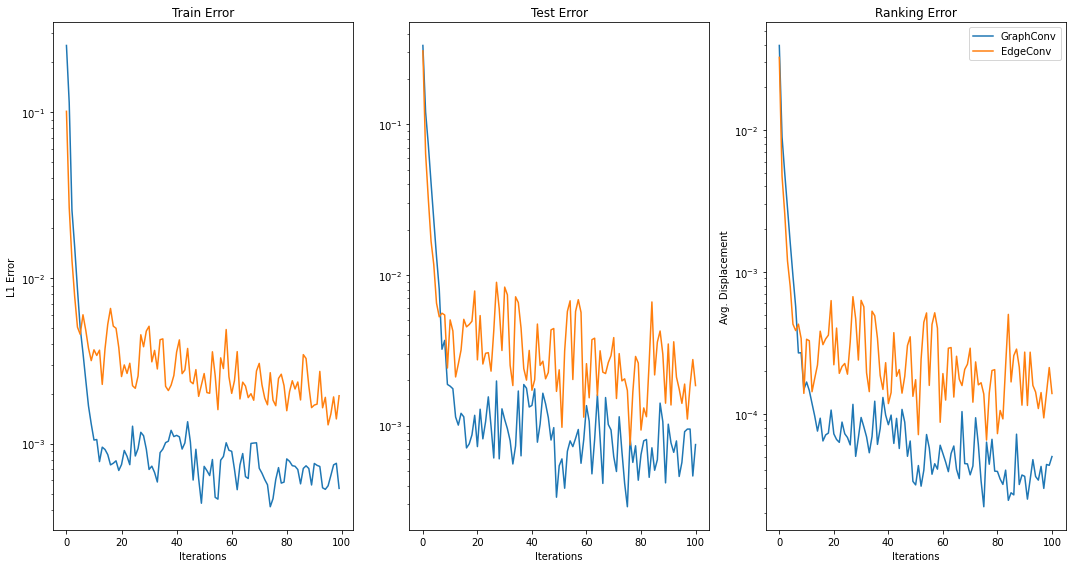 Train Error
L1 Error
10⁻¹
10⁻²
10⁻³
0 20 40 60 80 100
Iterations
Test Error
10⁻¹
10⁻²
10⁻³
0 20 40 60 80 100
Iterations
Ranking Error
Avg. Displacement
10⁻²
10⁻³
10⁻⁴
0 20 40 60 80 100
Iterations
GraphConv
EdgeConv